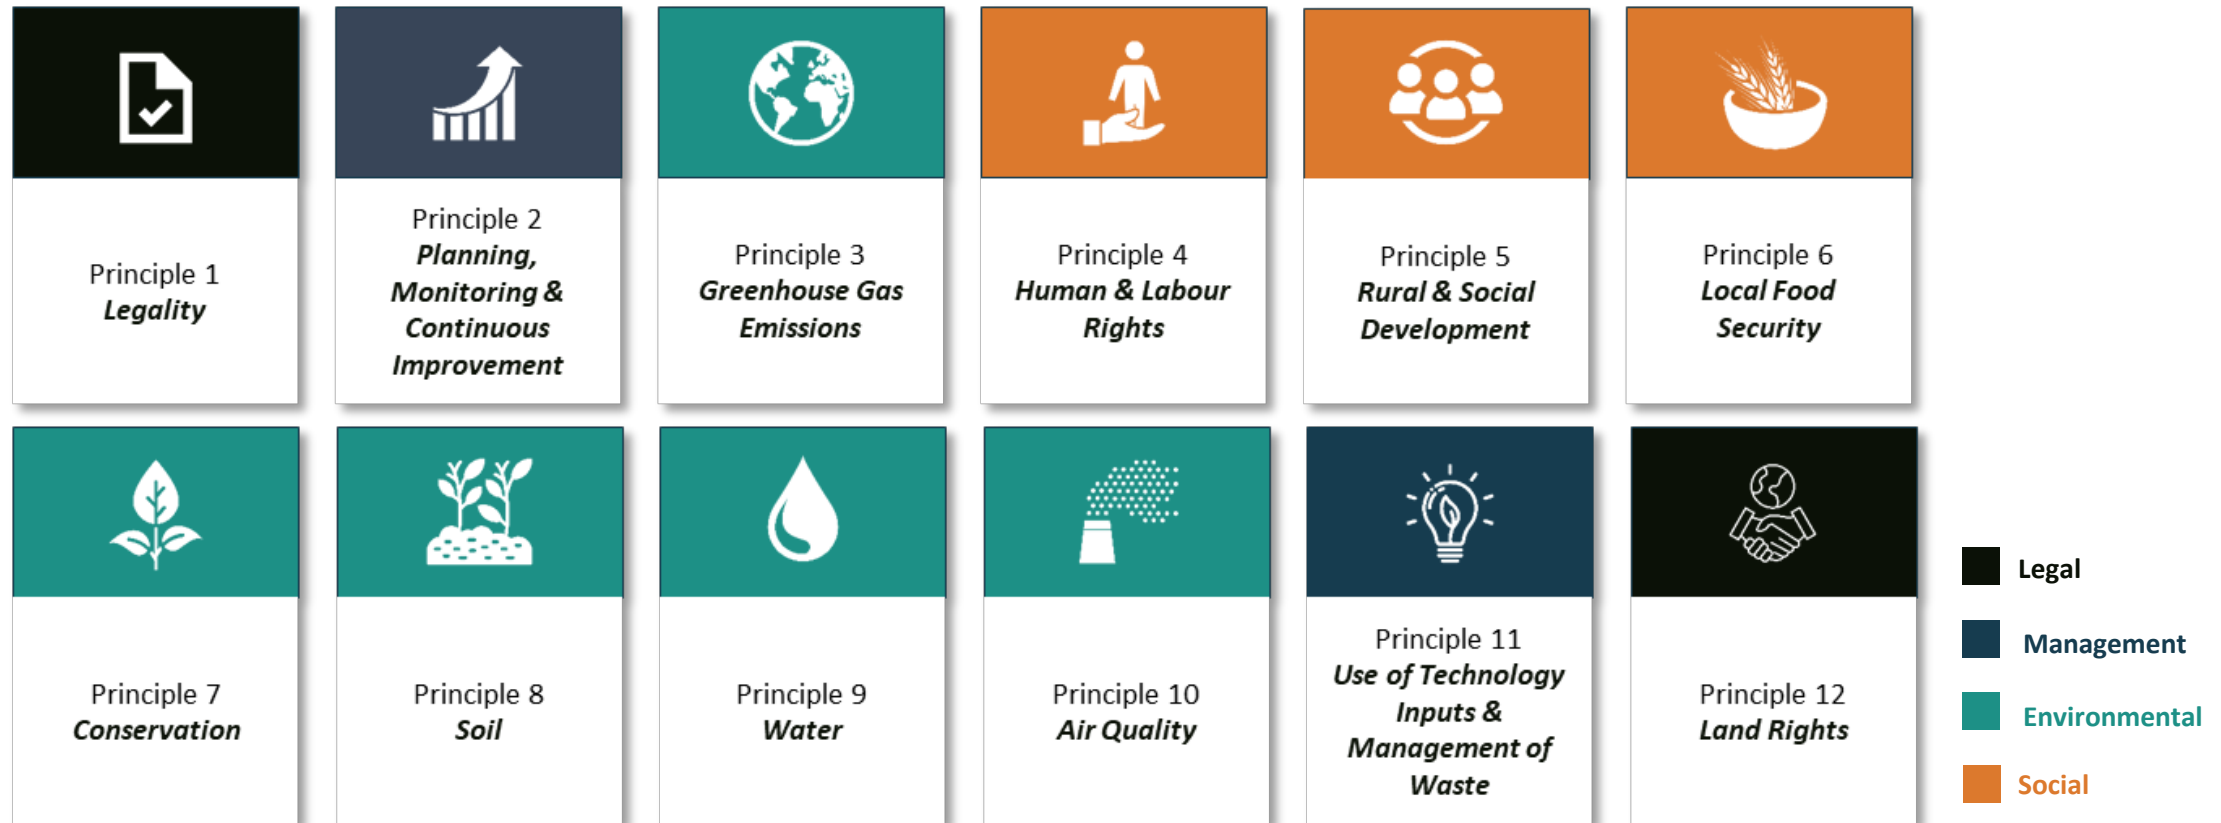 Principle 1
Legality
Principle 2
Planning,
Monitoring &
Continuous
Improvement
Principle 3
Greenhouse Gas
Emissions
Principle 4
Human & Labour
Rights
Principle 5
Rural & Social
Development
Principle 6
Local Food
Security
Principle 7
Conservation
Principle 8
Soil
Principle 9
Water
Principle 10
Air Quality
Principle 11
Use of Technology
Inputs &
Management of
Waste
Principle 12
Land Rights
Legal
Management
Environmental
Social